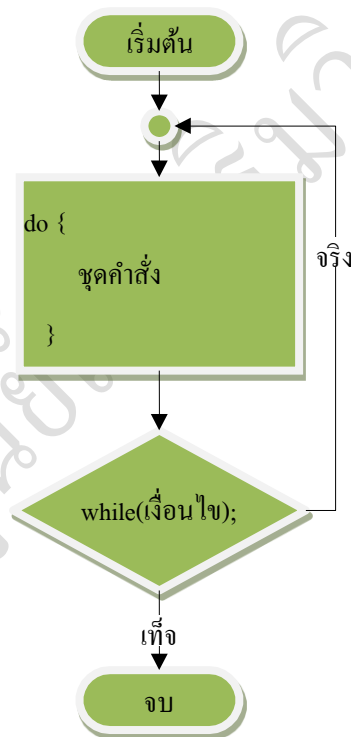 เริ่มต้น
do {
ชุดคำสั่ง
}
จริง
while(เงื่อนไข);
เท็จ
จบ